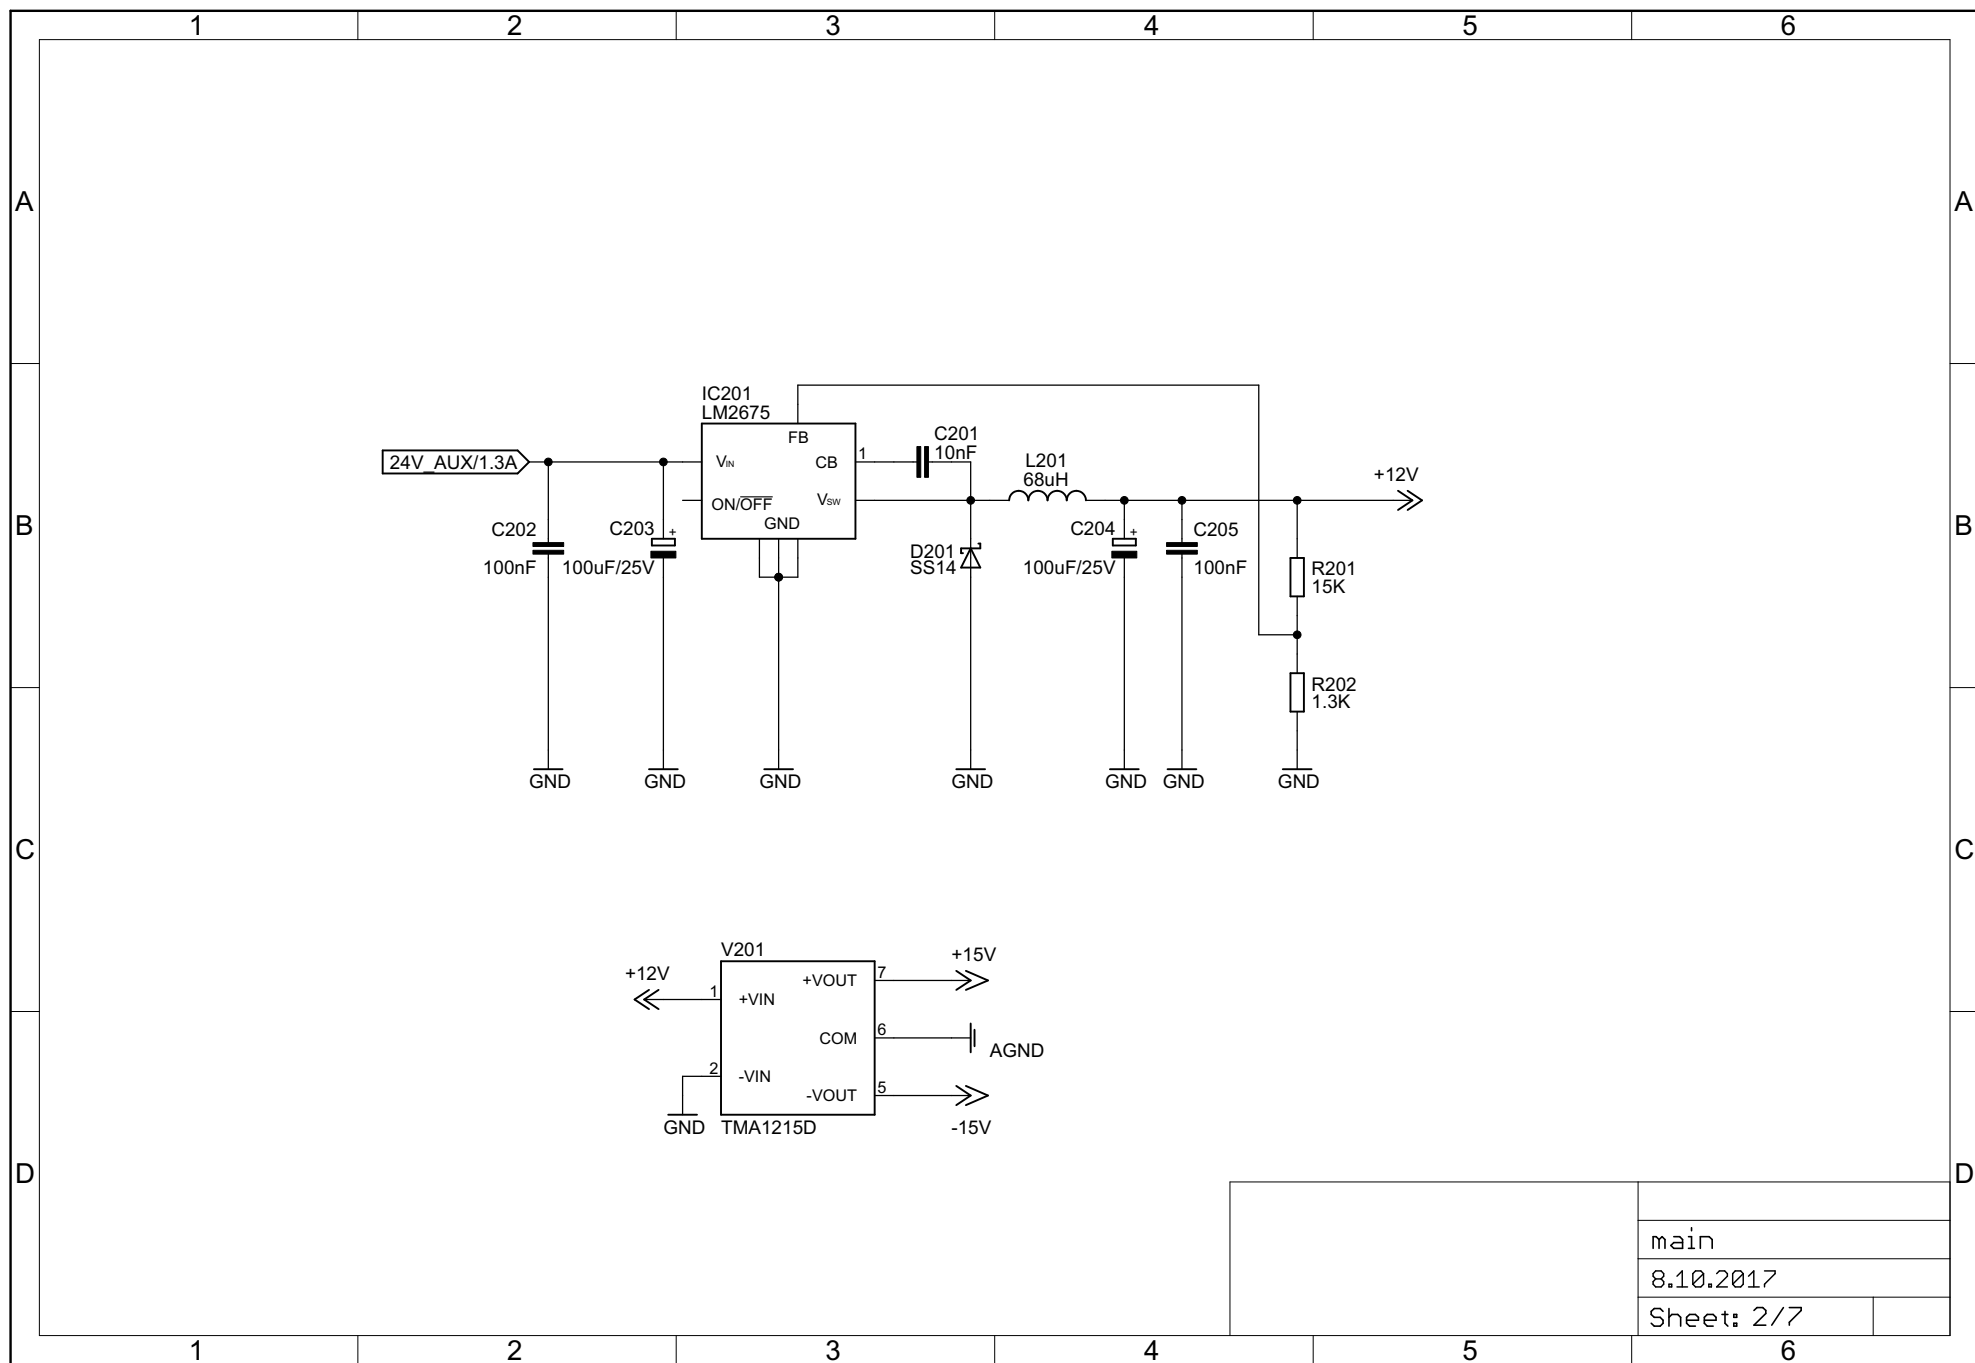 1 2 3 4 5 6
A A
IC201
LM2675
FB
24V_AUX/1.3A
VIN
CB
1
C201
10nF
L201
68uH
+12V
ON/OFF
VSW
GND
B B
C202
100nF
C203
+
100uF/25V
D201
SS14
C204
+
100uF/25V
C205
100nF
R201
15K
R202
1.3K
GND GND GND GND GND GND GND
C C
V201
+12V
1
+VIN
+VOUT
7
+15V
COM
6
AGND
2
-VIN
-VOUT
5
-15V
GND
TMA1215D
D D
main
8.10.2017
Sheet: 2/7
1 2 3 4 5 6